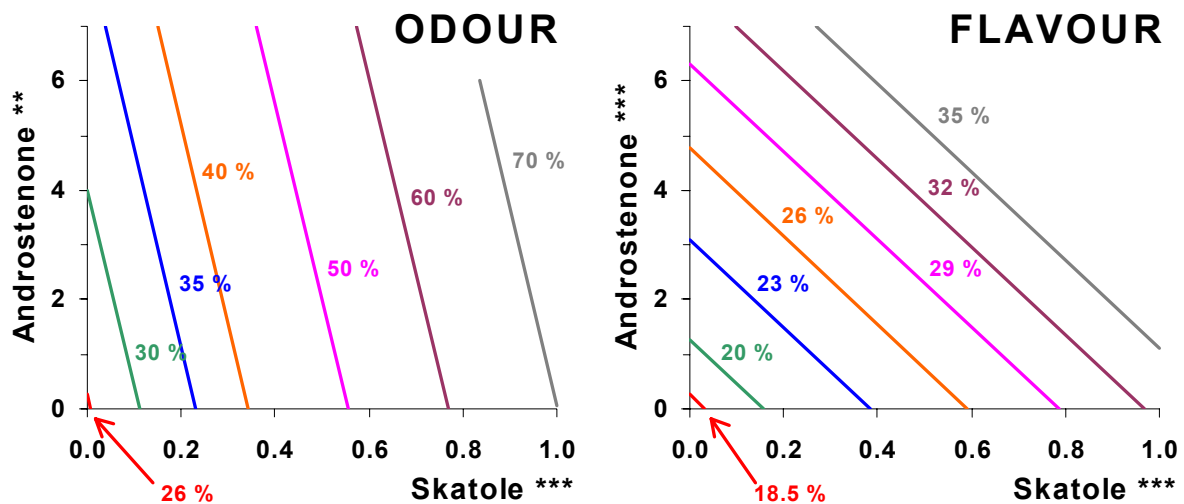 ODOUR
Androstenone **
6
4
2
0
30 %
35 %
40 %
50 %
60 %
70 %
0.0 0.2 0.4 0.6 0.8 1.0
26 %
Skatole ***
FLAVOUR
Androstenone ***
6
4
2
0
20 %
23 %
26 %
29 %
32 %
35 %
0.0 0.2 0.4 0.6 0.8 1.0
18.5 %
Skatole ***